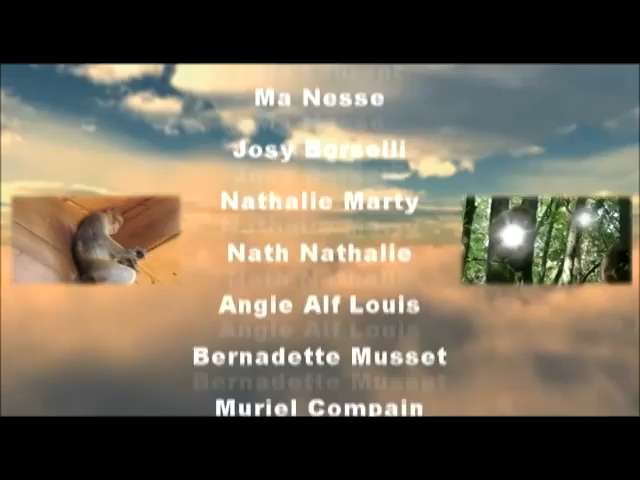 Ma Nesse
Josy Borselli
Nathalie Marty
Nath Nathalie
Angie Alf Louis
Bernadette Musset
Muriel Compain